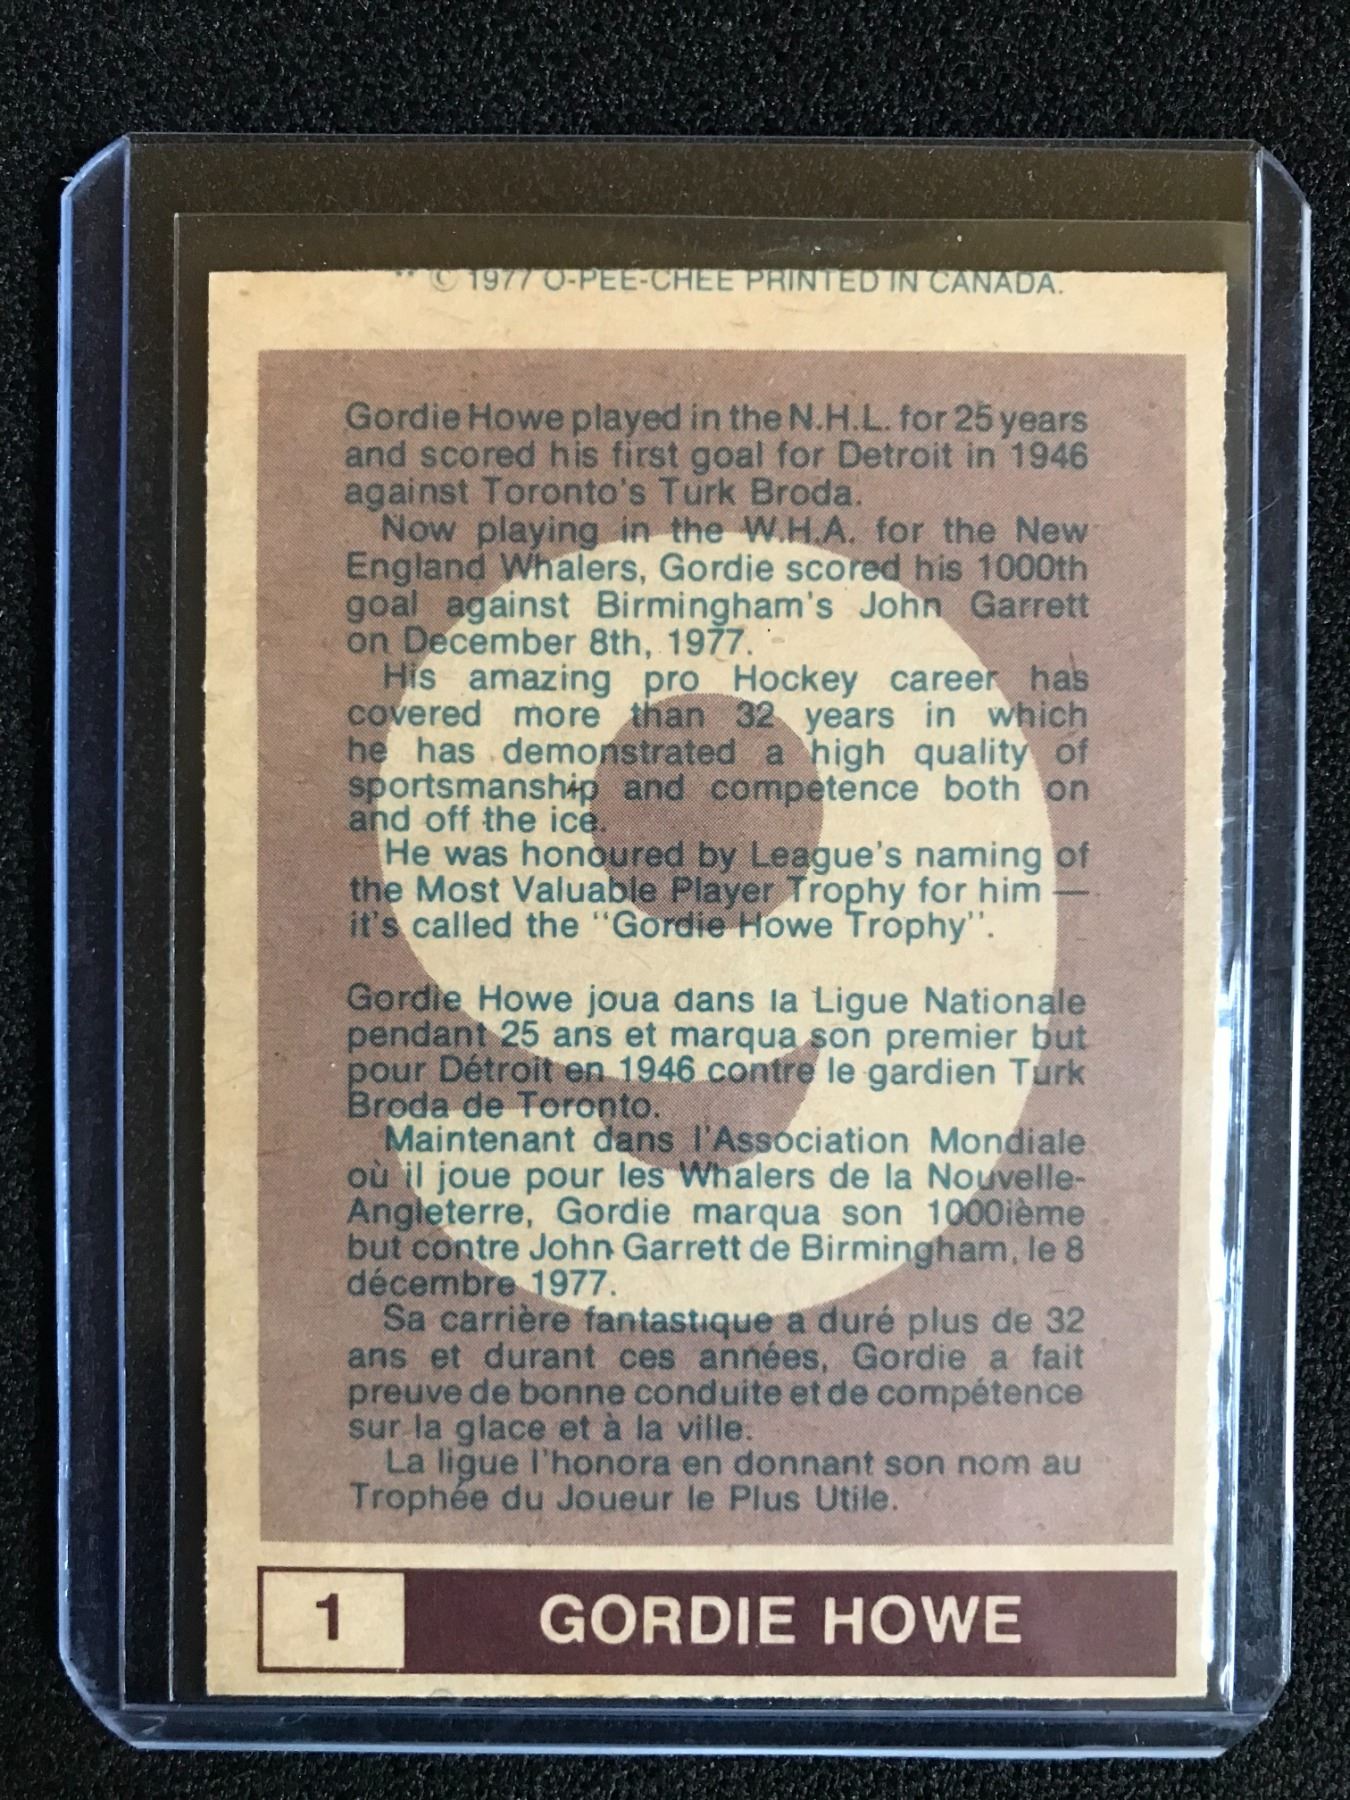 ** © 1977 O-PEE-CHEE PRINTED IN CANADA.
Gordie Howe played in the N.H.L. for 25 years
and scored his first goal for Detroit in 1946
against Toronto's Turk Broda.
Now playing in the W.H.A. for the New
England Whalers, Gordie scored his 1000th
goal against Birmingham's John Garrett
on December 8th, 1977.
His amazing pro Hockey career has
covered more than 32 years in which
he has demonstrated a high quality of
sportsmanship and competence both on
and off the ice.
He was honoured by League's naming of
the Most Valuable Player Trophy for him —
it's called the "Gordie Howe Trophy".
Gordie Howe joua dans la Ligue Nationale
pendant 25 ans et marqua son premier but
pour Détroit en 1946 contre le gardien Turk
Broda de Toronto.
Maintenant dans l'Association Mondiale
où il joue pour les Whalers de la Nouvelle-
Angleterre, Gordie marqua son 1000ième
but contre John Garrett de Birmingham, le 8
décembre 1977.
Sa carrière fantastique a duré plus de 32
ans et durant ces années, Gordie a fait
preuve de bonne conduite et de compétence
sur la glace et à la ville.
La ligue l'honora en donnant son nom au
Trophée du Joueur le Plus Utile.
9
1 GORDIE HOWE